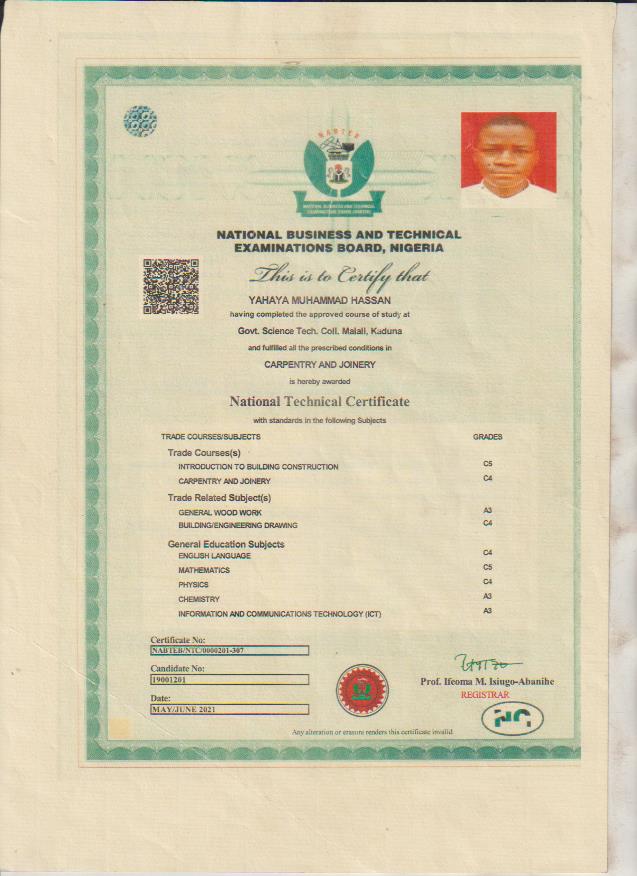 NABTEB
NATIONAL BUSINESS AND TECHNICAL
EXAMINATIONS BOARD, NIGERIA
This is to Certify that
YAHAYA MUHAMMAD HASSAN
having completed the approved course of study at
Govt. Science Tech. Coll. Malali, Kaduna
and fulfilled all the prescribed conditions in
CARPENTRY AND JOINERY
is hereby awarded
National Technical Certificate
with standards in the following Subjects
TRADE COURSES/SUBJECTS GRADES
Trade Courses(s)
INTRODUCTION TO BUILDING CONSTRUCTION C5
CARPENTRY AND JOINERY C4
Trade Related Subject(s)
GENERAL WOOD WORK A3
BUILDING/ENGINEERING DRAWING C4
General Education Subjects
ENGLISH LANGUAGE C4
MATHEMATICS C5
PHYSICS C4
CHEMISTRY A3
INFORMATION AND COMMUNICATIONS TECHNOLOGY (ICT) A3
Certificate No:
NABTEB/NTC/0000201-307
Candidate No:
19001201
Date:
MAY/JUNE 2021
Prof. Ifeoma M. Isiugo-Abanihe
REGISTRAR
Any alteration or erasure renders this certificate invalid